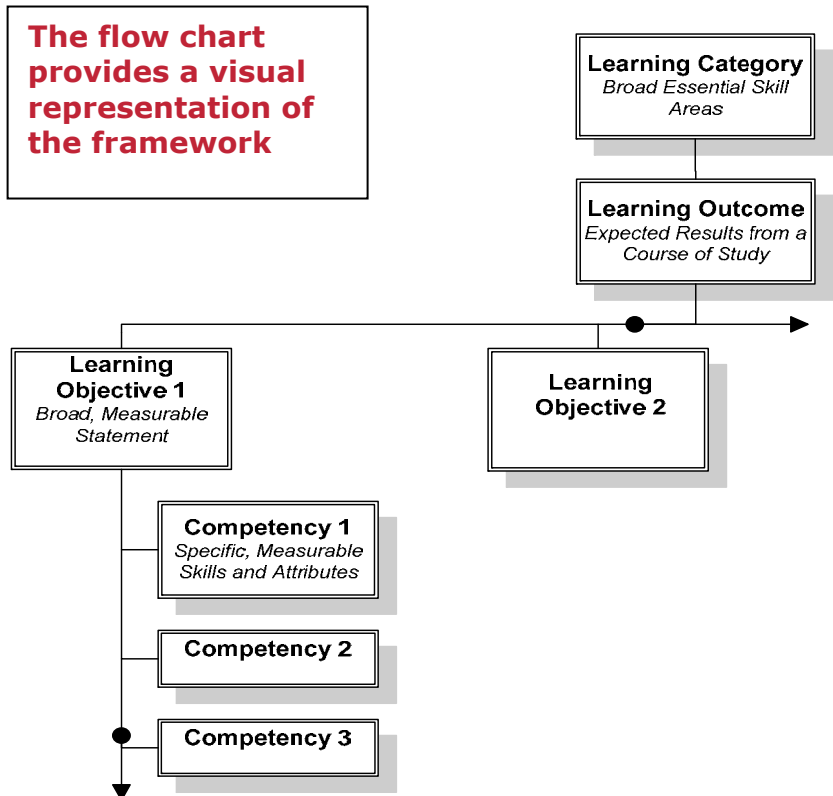 The flow chart
provides a visual
representation of
the framework
Learning Category
Broad Essential Skill
Areas
Learning Outcome
Expected Results from a
Course of Study
Learning
Objective 1
Broad, Measurable
Statement
Learning
Objective 2
Competency 1
Specific, Measurable
Skills and Attributes
Competency 2
Competency 3